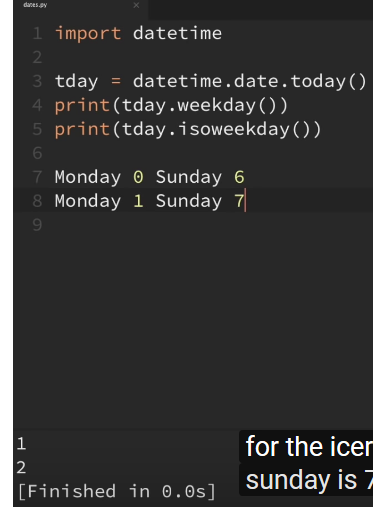 dates.py ×
1 import datetime
2
3 tday = datetime.date.today()
4 print(tday.weekday())
5 print(tday.isoweekday())
6
7 Monday 0 Sunday 6
8 Monday 1 Sunday 7
9
1
2
[Finished in 0.0s]
for the icer
sunday is 7